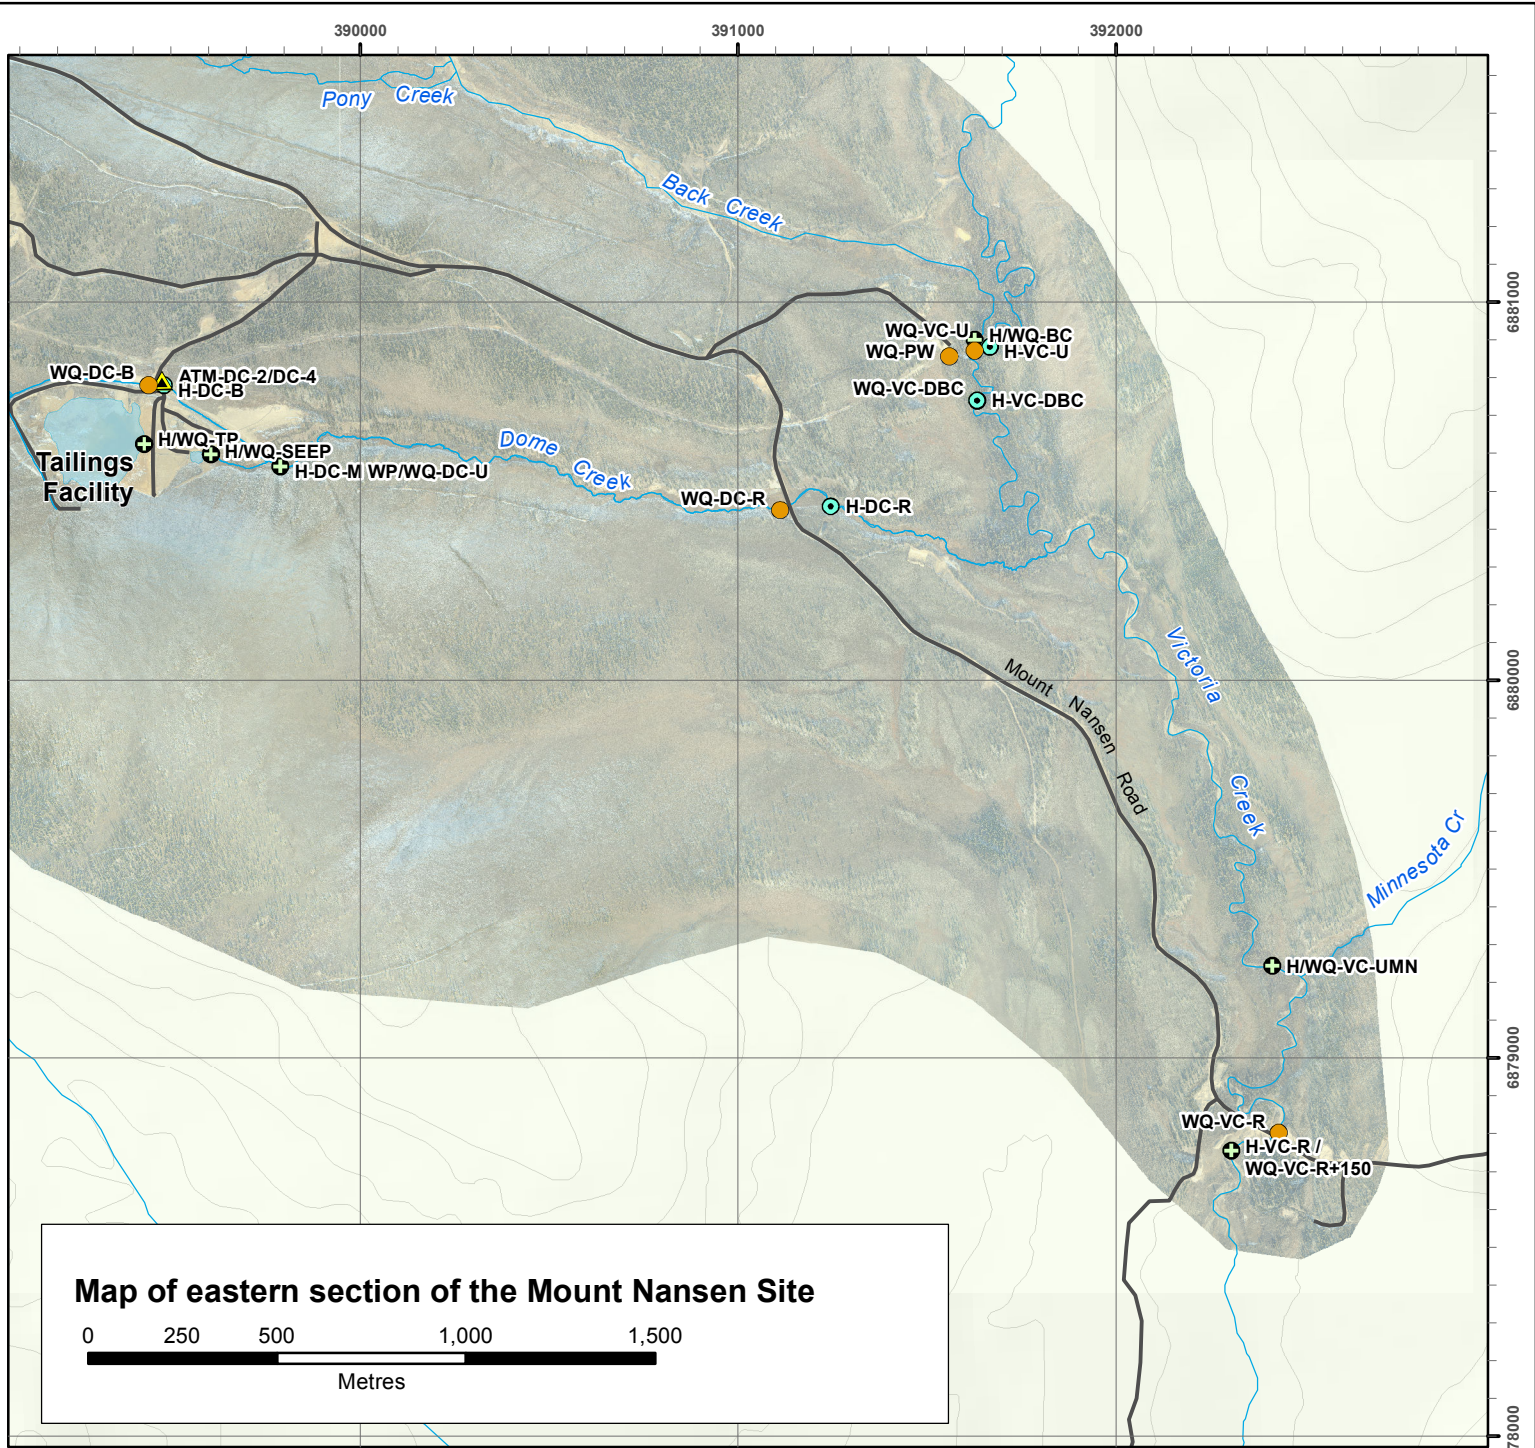 390000
391000
392000
Pony Creek
Back Creek
6881000
WQ-VC-U
H/WQ-BC
WQ-PW
H-VC-U
WQ-DC-B
ATM-DC-2/DC-4
H-DC-B
WQ-VC-DBC
H-VC-DBC
H/WQ-TP
H/WQ-SEEP
Tailings
Facility
H-DC-M WP/WQ-DC-U
Dome Creek
WQ-DC-R
H-DC-R
Victoria Creek
Mount Nansen Road
6880000
Minnesota Cr
H/WQ-VC-UMN
6879000
WQ-VC-R
H-VC-R /
WQ-VC-R+150
Map of eastern section of the Mount Nansen Site
0 250 500 1,000 1,500
Metres
78000